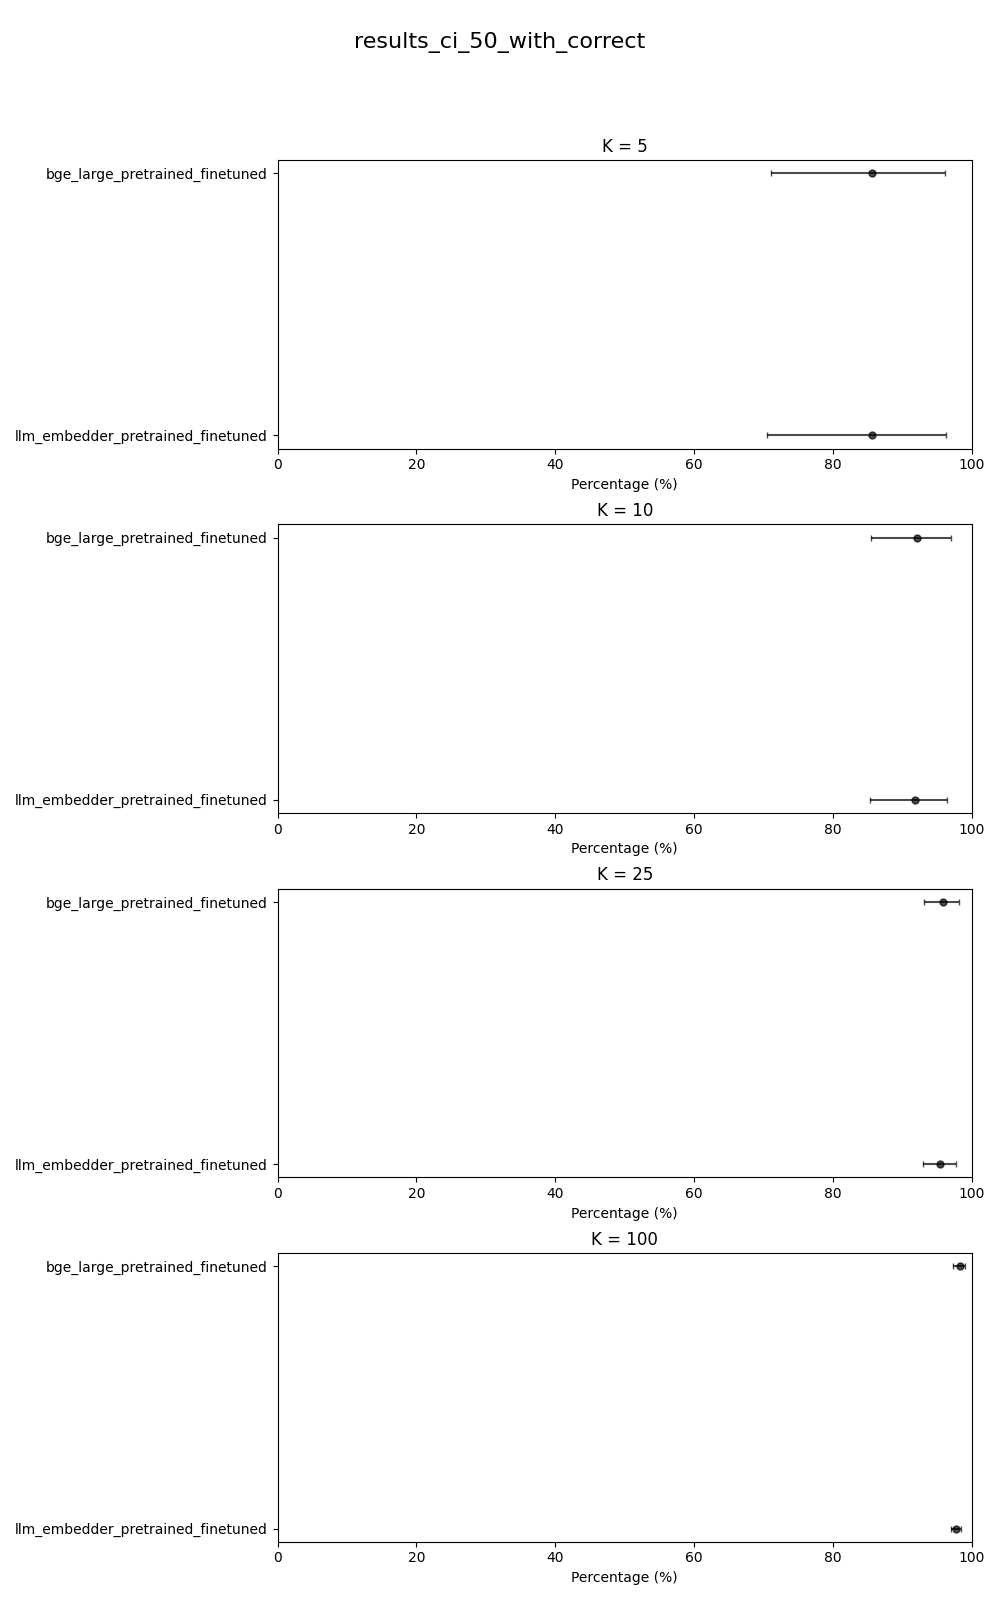 results_ci_50_with_correct
K = 5
bge_large_pretrained_finetuned
llm_embedder_pretrained_finetuned
0 20 40 60 80 100
Percentage (%)
K = 10
bge_large_pretrained_finetuned
llm_embedder_pretrained_finetuned
0 20 40 60 80 100
Percentage (%)
K = 25
bge_large_pretrained_finetuned
llm_embedder_pretrained_finetuned
0 20 40 60 80 100
Percentage (%)
K = 100
bge_large_pretrained_finetuned
llm_embedder_pretrained_finetuned
0 20 40 60 80 100
Percentage (%)